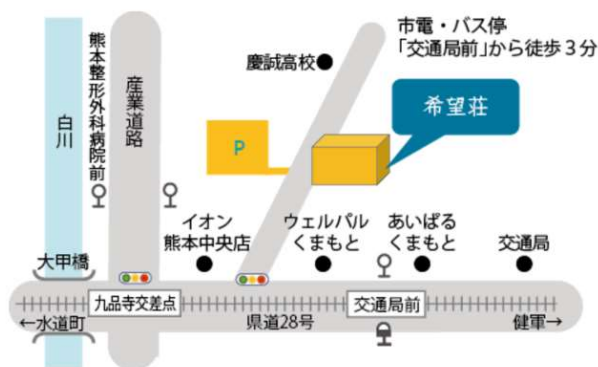 市電・バス停
「交通局前」から徒歩3分
慶誠高校
希望荘
P
熊本整形外科病院前
産業道路
白川
イオン
熊本中央店
ウェルパル
くまもと
あいぱる
くまもと
交通局
大甲橋
九品寺交差点
交通局前
←水道町
県道28号
健軍→